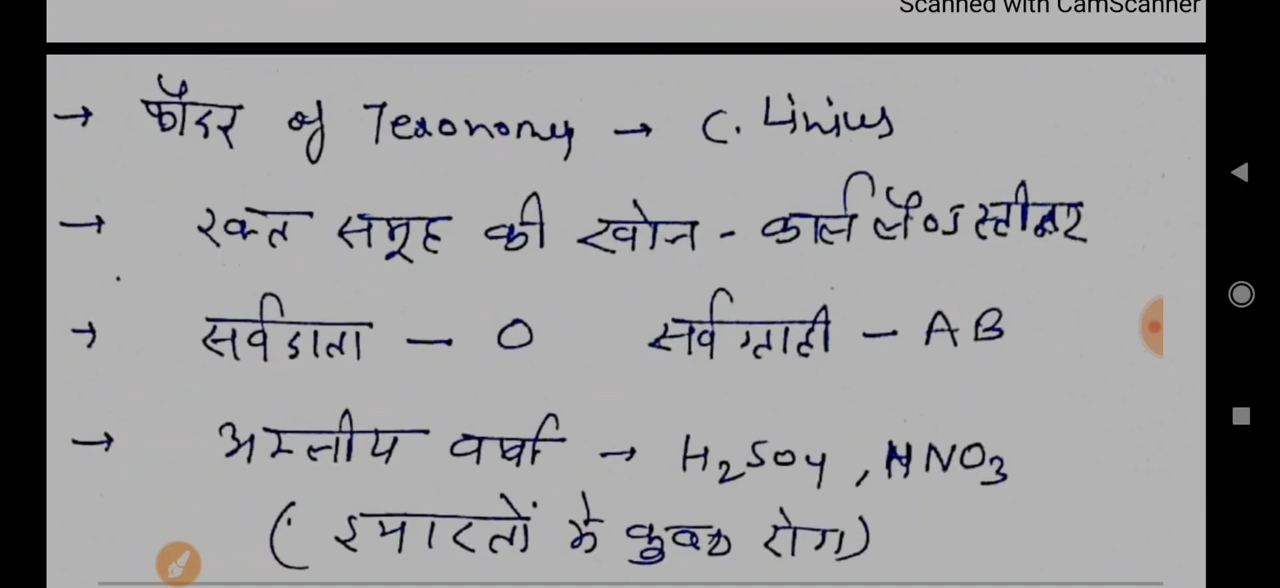 Scanned with CamScanner
→ फॉदर of Texonomy → C. Linius
→ रक्त समूह की खोज - कार्ल लैण्डस्टीनर
→ सर्वदाता - O सर्वग्राही - AB
→ अम्लीय वर्षा → H2SO4, HNO3
(इमारतों में कुष्ठ रोग)